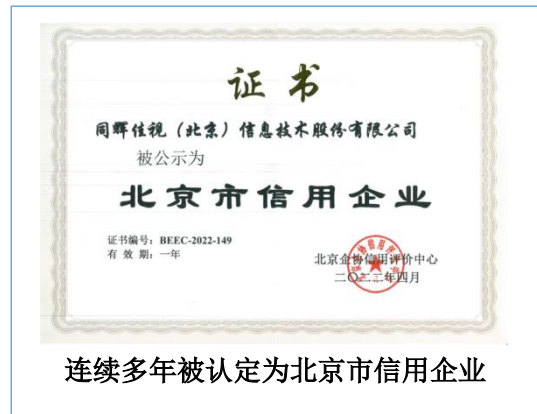 证书
同辉佳视（北京）信息技术股份有限公司
被公示为
北京市信用企业
证书编号：BEEC-2022-149
有 效 期：一年
北京企协信用评价中心
二〇二二年四月
连续多年被认定为北京市信用企业